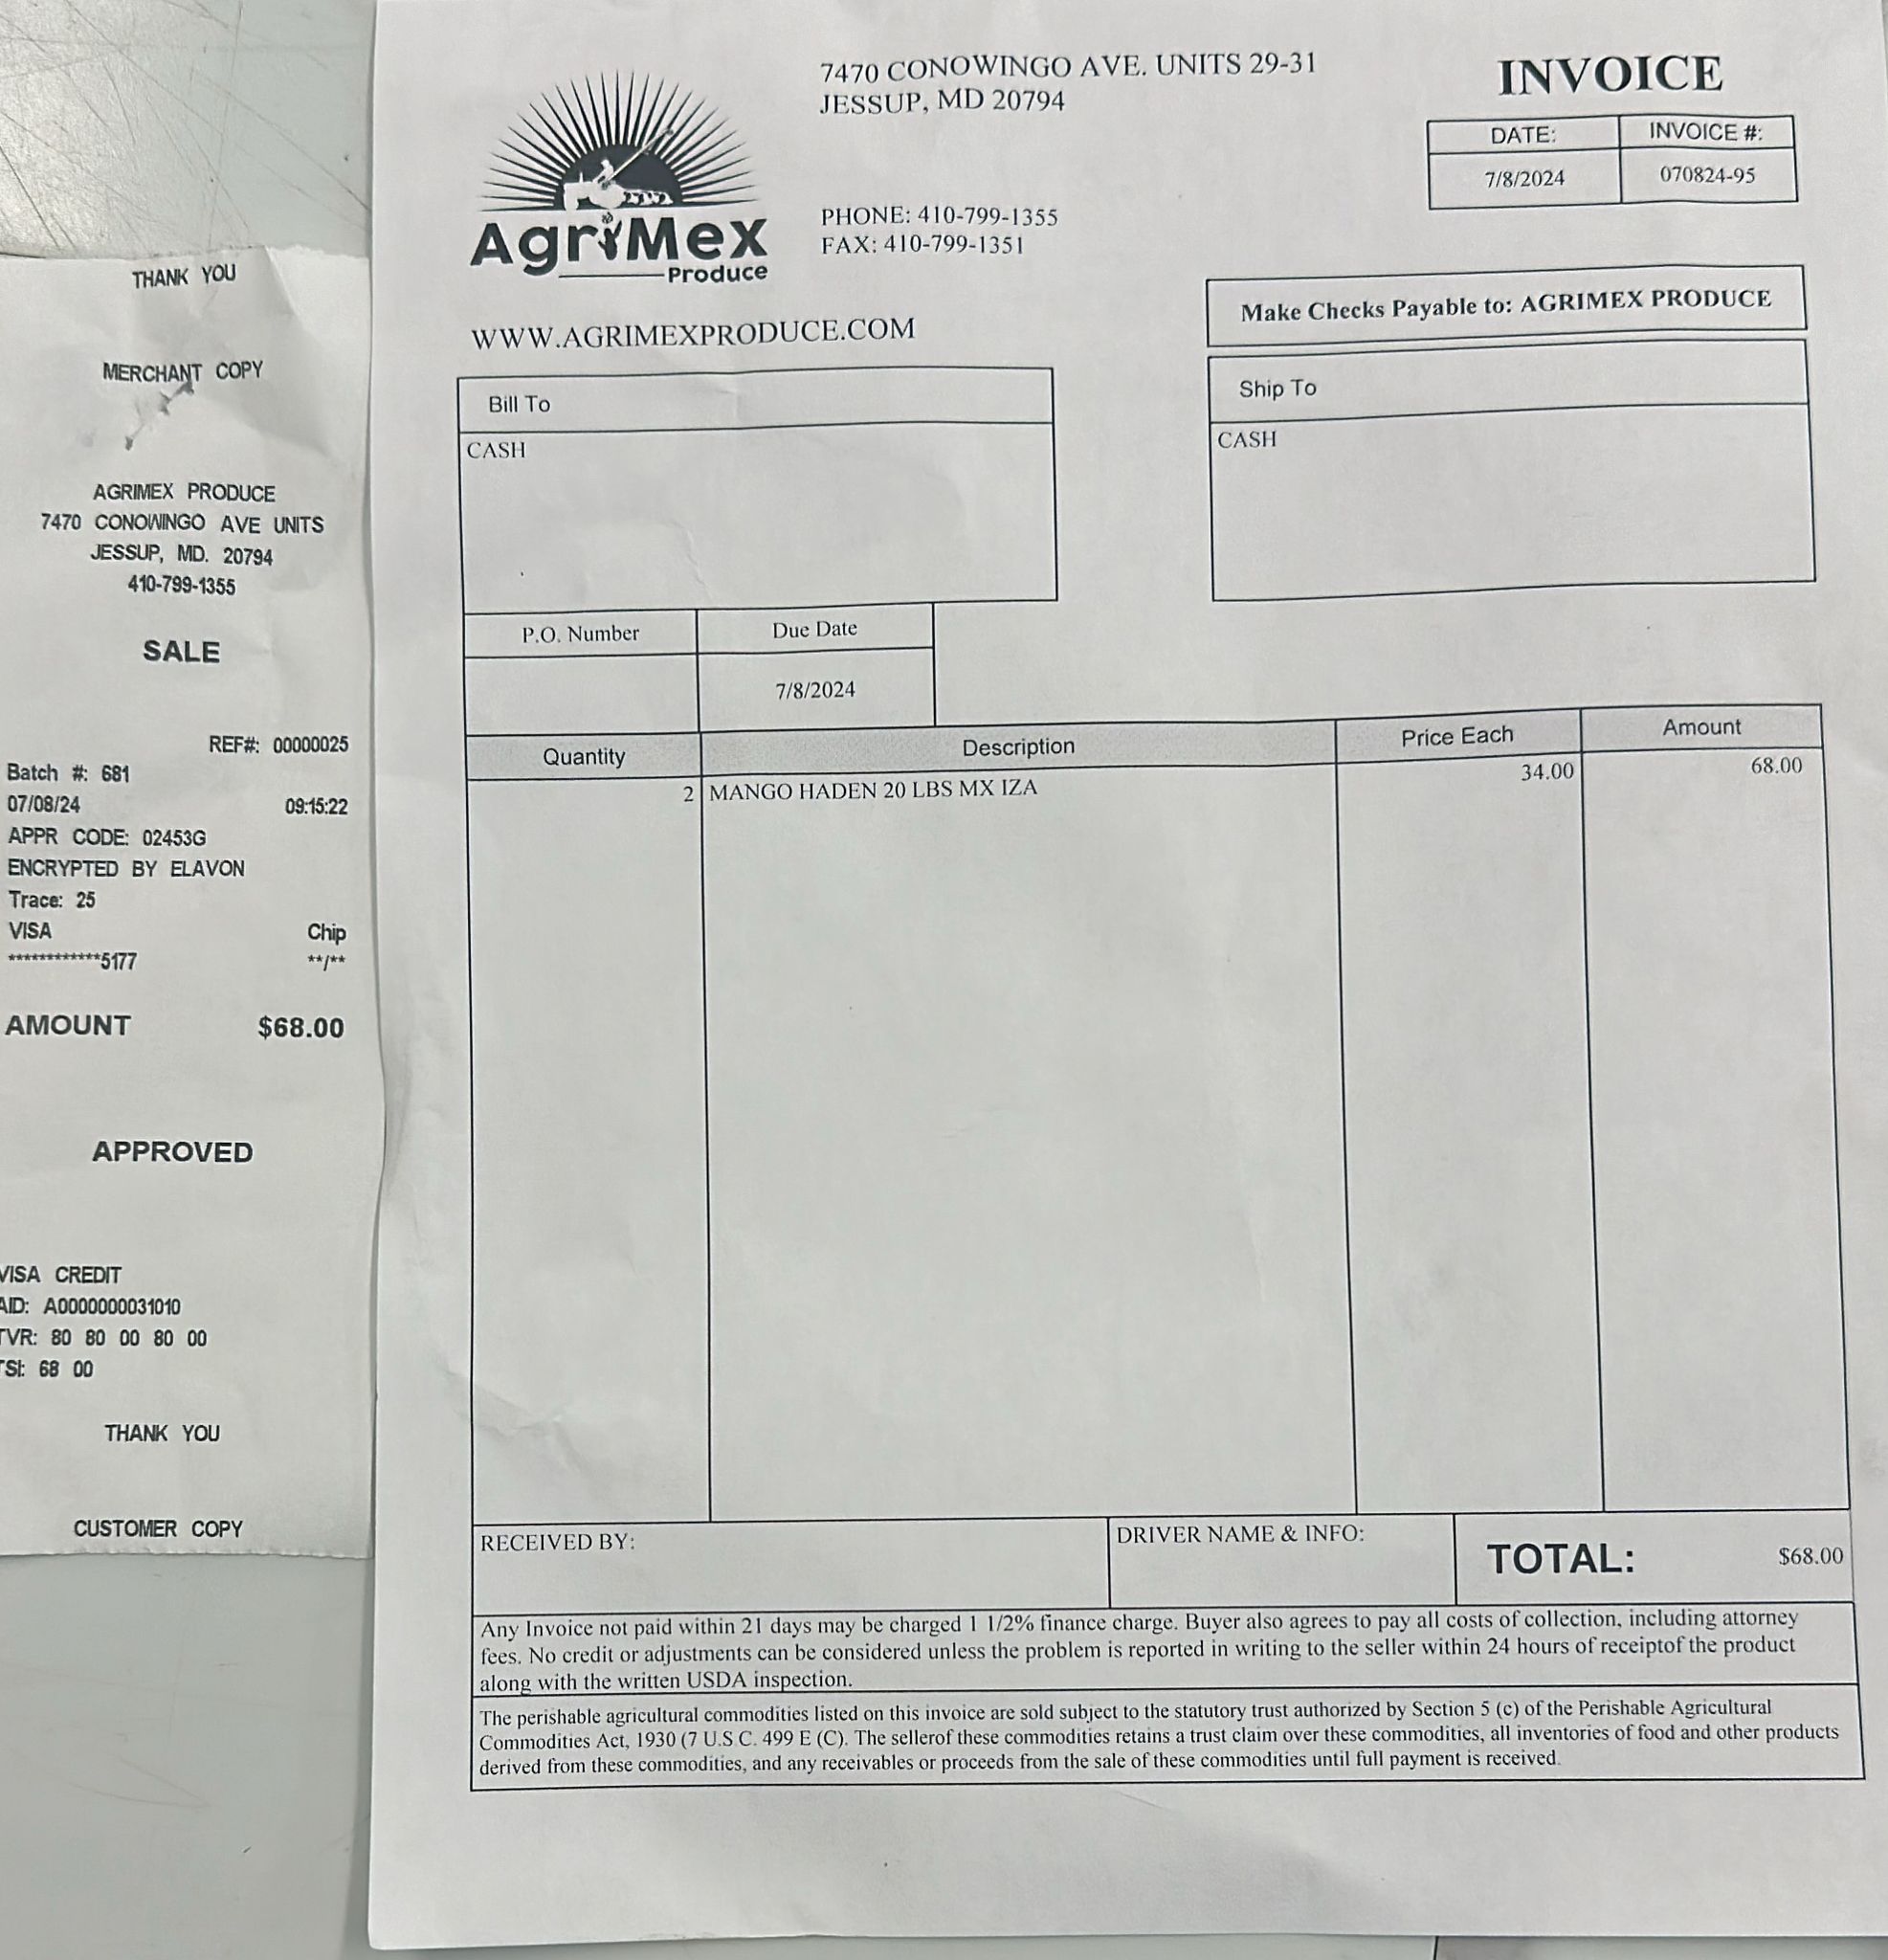 THANK YOU
MERCHANT COPY
AGRIMEX PRODUCE
7470 CONOWINGO AVE UNITS
JESSUP, MD. 20794
410-799-1355
SALE
REF#: 00000025
Batch #: 681
07/08/24 09:15:22
APPR CODE: 02453G
ENCRYPTED BY ELAVON
Trace: 25
VISA Chip
************5177 **/**
AMOUNT $68.00
APPROVED
VISA CREDIT
AID: A0000000031010
TVR: 80 80 00 80 00
TSI: 68 00
THANK YOU
CUSTOMER COPY
AgriMex
Produce
7470 CONOWINGO AVE. UNITS 29-31
JESSUP, MD 20794
PHONE: 410-799-1355
FAX: 410-799-1351
WWW.AGRIMEXPRODUCE.COM
INVOICE
DATE: INVOICE #:
7/8/2024 070824-95
Make Checks Payable to: AGRIMEX PRODUCE
Bill To
CASH
Ship To
CASH
P.O. Number Due Date
7/8/2024
Quantity Description Price Each Amount
2 MANGO HADEN 20 LBS MX IZA 34.00 68.00
RECEIVED BY: DRIVER NAME & INFO: TOTAL: $68.00
Any Invoice not paid within 21 days may be charged 1 1/2% finance charge. Buyer also agrees to pay all costs of collection, including attorney
fees. No credit or adjustments can be considered unless the problem is reported in writing to the seller within 24 hours of receiptof the product
along with the written USDA inspection.
The perishable agricultural commodities listed on this invoice are sold subject to the statutory trust authorized by Section 5 (c) of the Perishable Agricultural
Commodities Act, 1930 (7 U.S.C. 499 E (C). The sellerof these commodities retains a trust claim over these commodities, all inventories of food and other products
derived from these commodities, and any receivables or proceeds from the sale of these commodities until full payment is received.